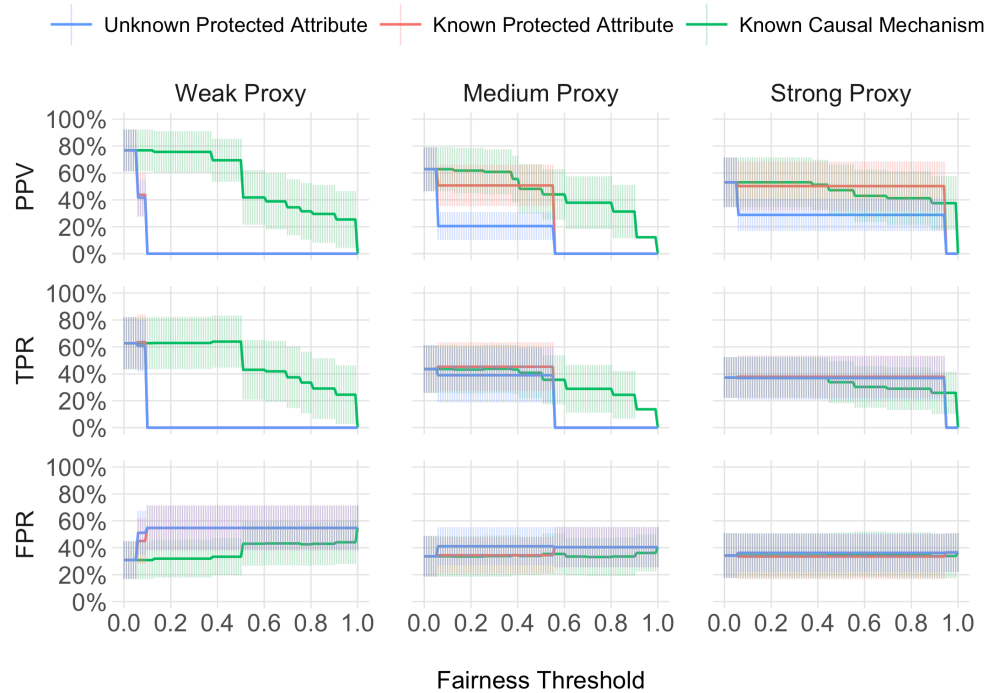 Unknown Protected Attribute Known Protected Attribute Known Causal Mechanism
Weak Proxy Medium Proxy Strong Proxy
PPV
100%
80%
60%
40%
20%
0%
TPR
100%
80%
60%
40%
20%
0%
FPR
100%
80%
60%
40%
20%
0%
0.0 0.2 0.4 0.6 0.8 1.0 0.0 0.2 0.4 0.6 0.8 1.0 0.0 0.2 0.4 0.6 0.8 1.0
Fairness Threshold